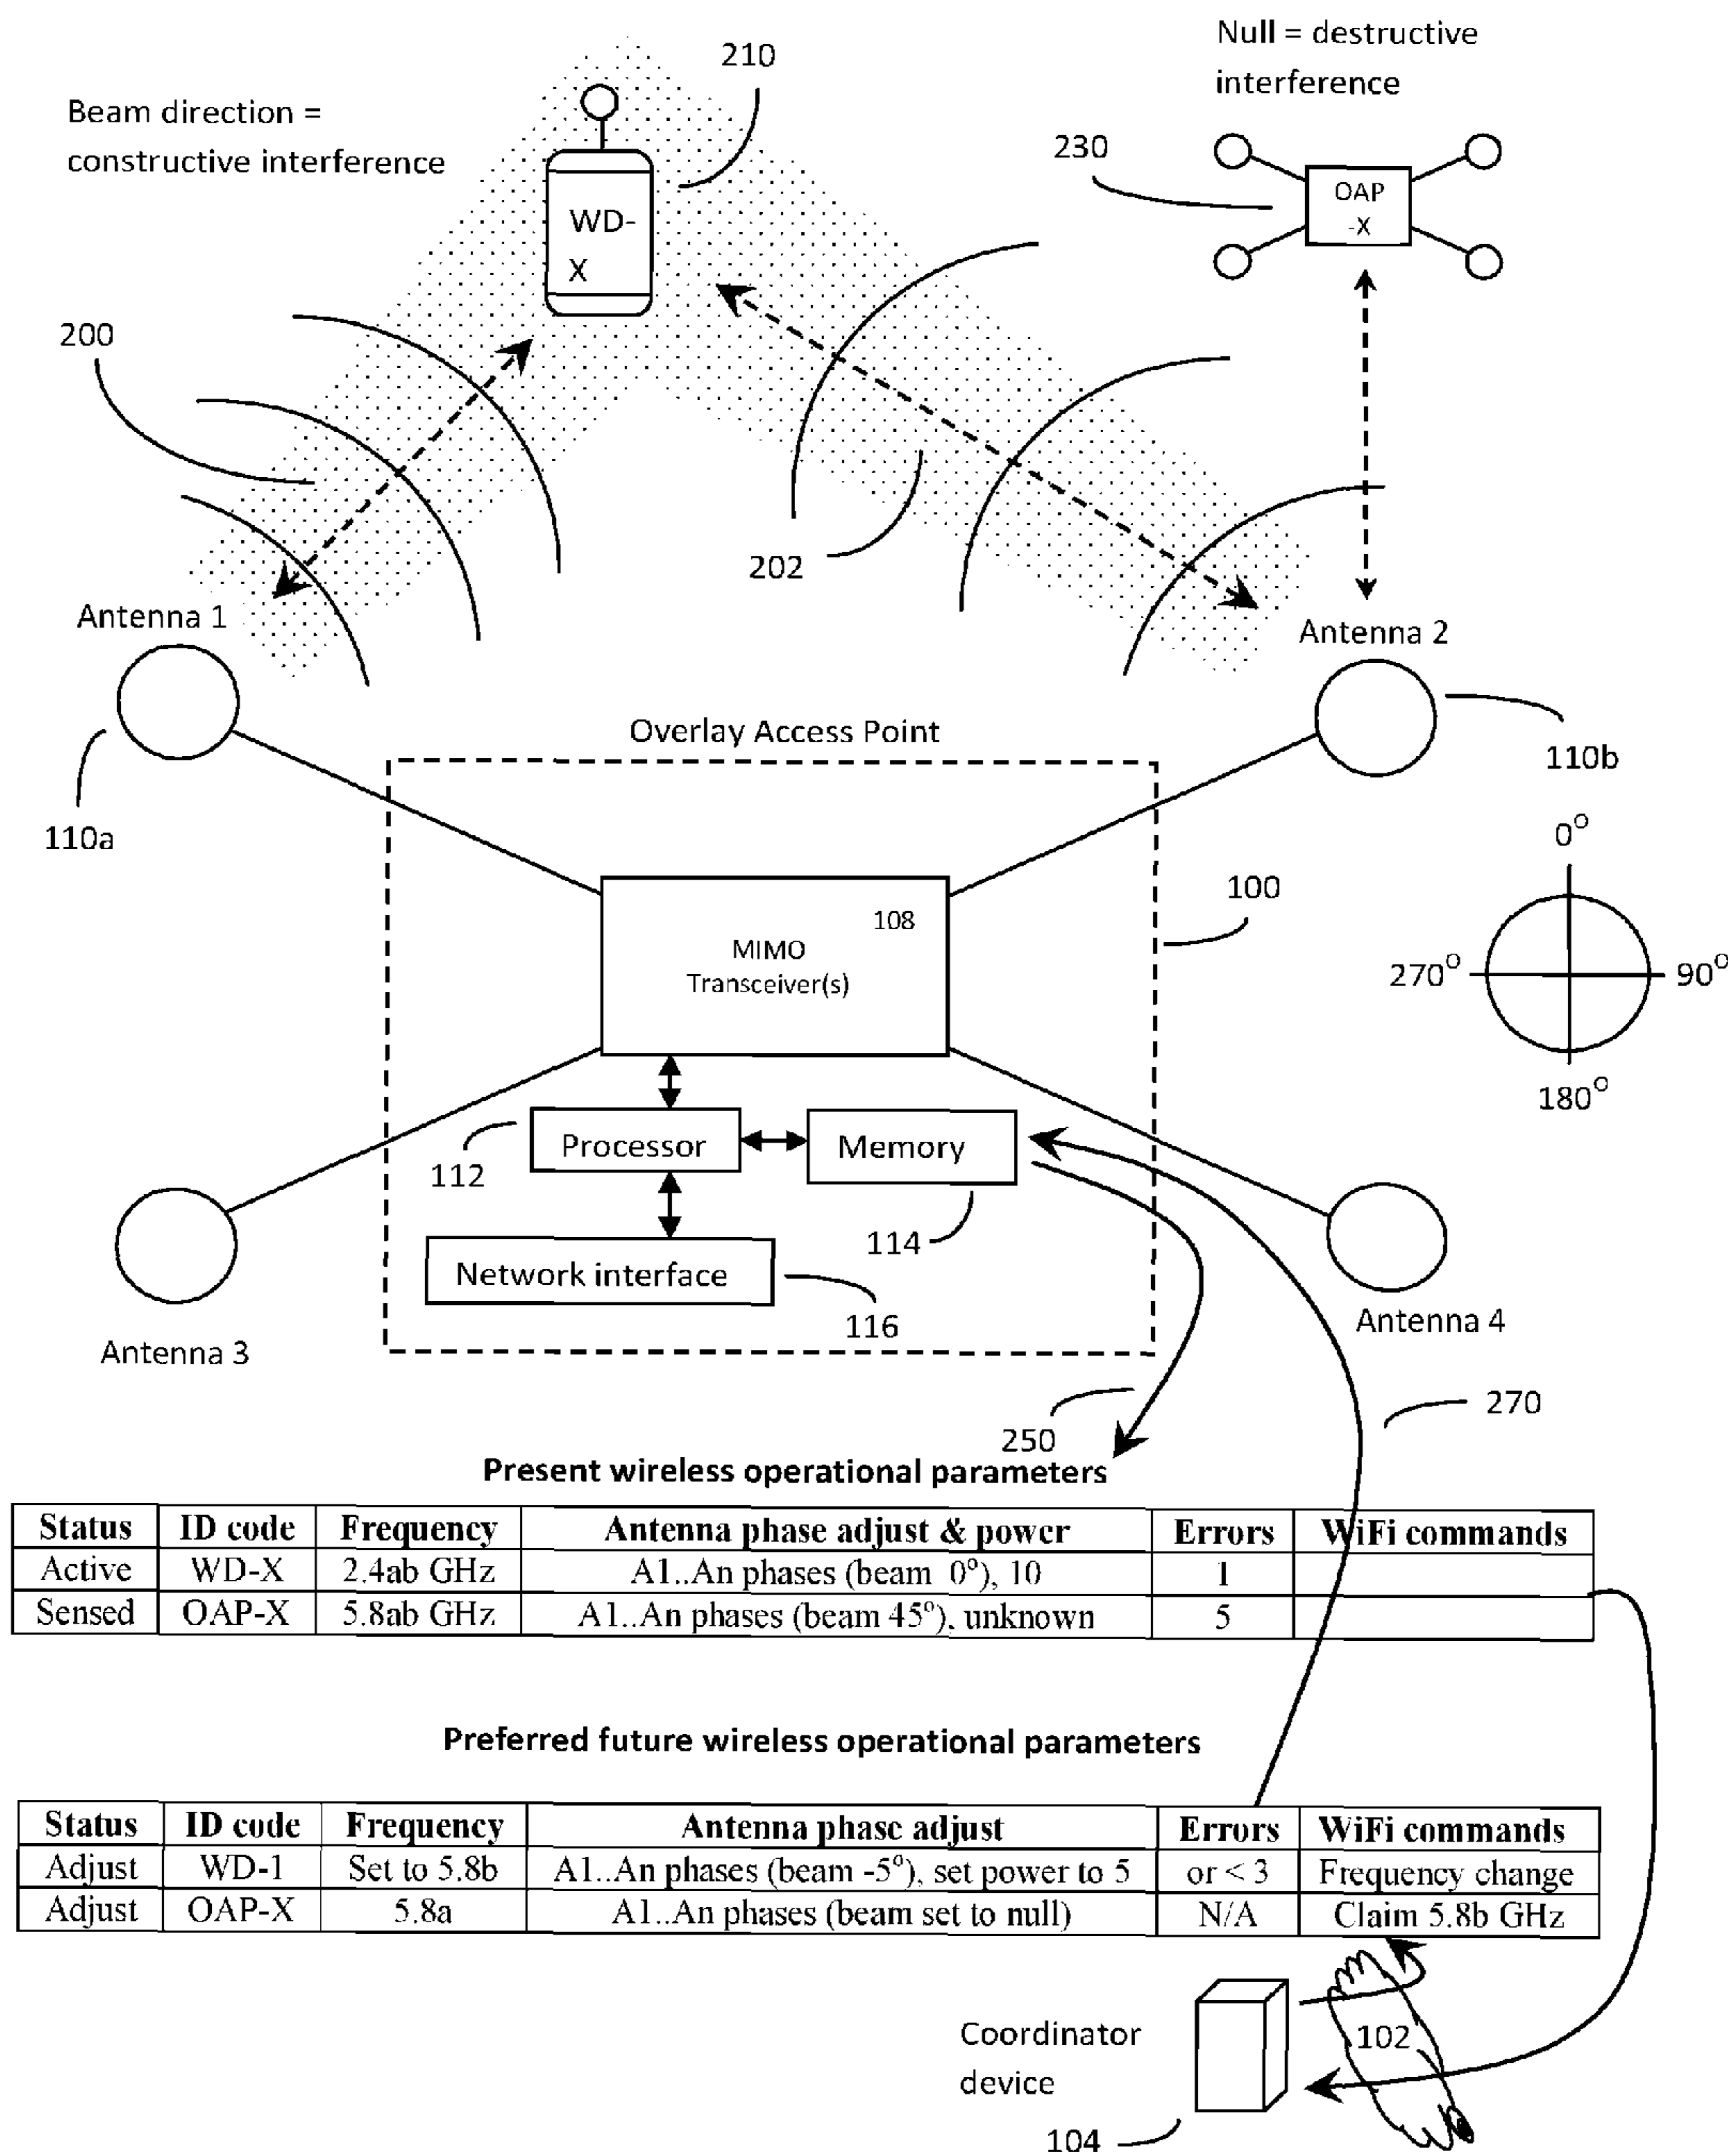 210
Null = destructive
interference
Beam direction =
constructive interference
230
OAP
-X
WD-
X
200
202
Antenna 1
Antenna 2
Overlay Access Point
110b
110a
0°
100
108
MIMO
Transceiver(s)
270°
90°
180°
Processor
Memory
112
114
Network interface
116
Antenna 4
Antenna 3
270
250
Present wireless operational parameters
Status ID code Frequency Antenna phase adjust & power Errors WiFi commands
Active WD-X 2.4ab GHz A1..An phases (beam 0°), 10 1
Sensed OAP-X 5.8ab GHz A1..An phases (beam 45°), unknown 5
Preferred future wireless operational parameters
Status ID code Frequency Antenna phase adjust Errors WiFi commands
Adjust WD-1 Set to 5.8b A1..An phases (beam -5°), set power to 5 or < 3 Frequency change
Adjust OAP-X 5.8a A1..An phases (beam set to null) N/A Claim 5.8b GHz
Coordinator
device
102
104